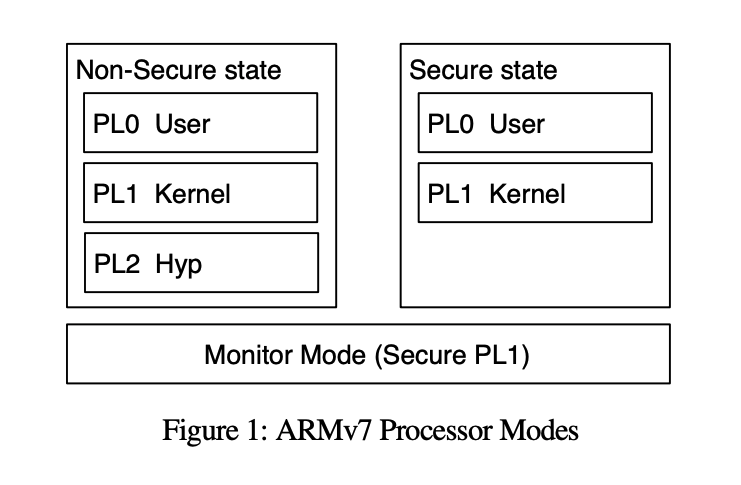 Non-Secure state
PL0 User
PL1 Kernel
PL2 Hyp
Secure state
PL0 User
PL1 Kernel
Monitor Mode (Secure PL1)
Figure 1: ARMv7 Processor Modes